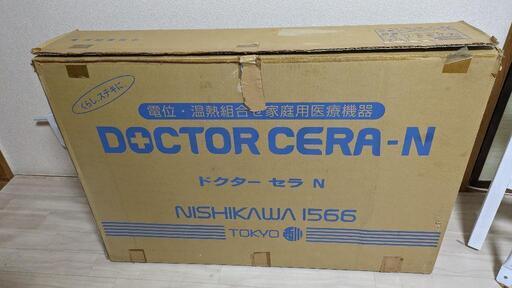 くらし、ステキに
電位・温熱組合せ家庭用医療機器
DOCTOR CERA-N
ドクター セラ N
NISHIKAWA 1566
TOKYO